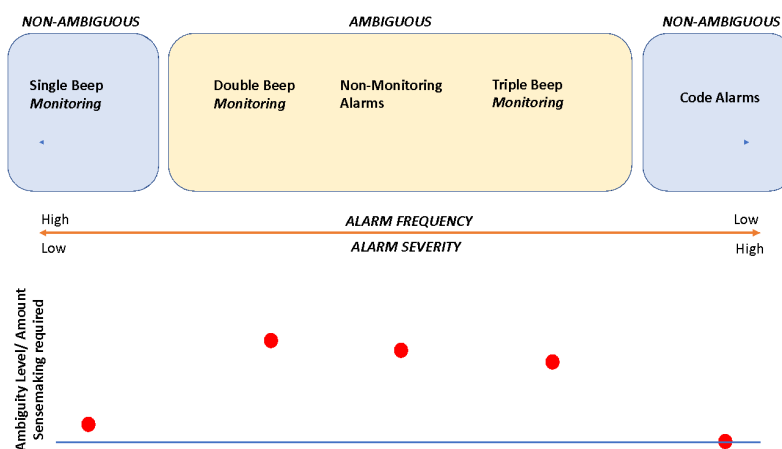 NON-AMBIGUOUS
AMBIGUOUS
NON-AMBIGUOUS
Single Beep
Monitoring
Double Beep
Monitoring
Non-Monitoring
Alarms
Triple Beep
Monitoring
Code Alarms
High
ALARM FREQUENCY
Low
Low
ALARM SEVERITY
High
Ambiguity Level/ Amount
Sensemaking required